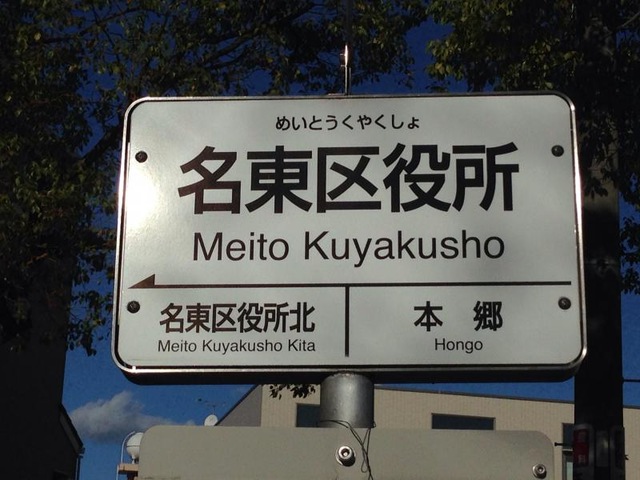 めいとうくやくしょ
名東区役所
Meito Kuyakusho
名東区役所北
Meito Kuyakusho Kita
本郷
Hongo